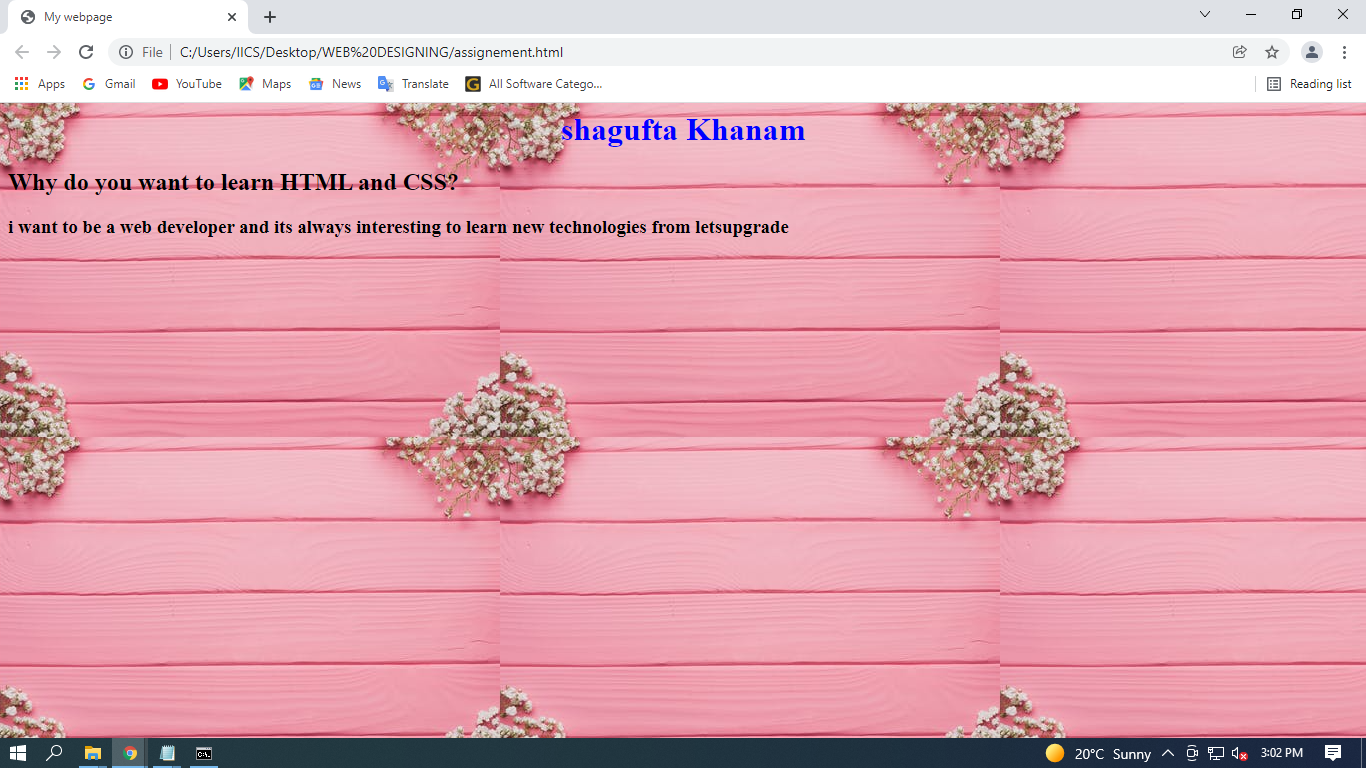 My webpage
File C:/Users/IICS/Desktop/WEB%20DESIGNING/assignement.html
Apps Gmail YouTube Maps News Translate All Software Catego... Reading list
shagufta Khanam
Why do you want to learn HTML and CSS?
i want to be a web developer and its always interesting to learn new technologies from letsupgrade
20°C Sunny 3:02 PM